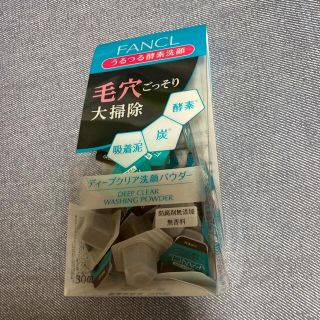 FANCL
うるつる酵素洗顔
毛穴ごっそり
大掃除
酵素*
炭*
吸着泥
ディープクリア洗顔パウダー
DEEP CLEAR
WASHING POWDER
防腐剤無添加
無香料
30